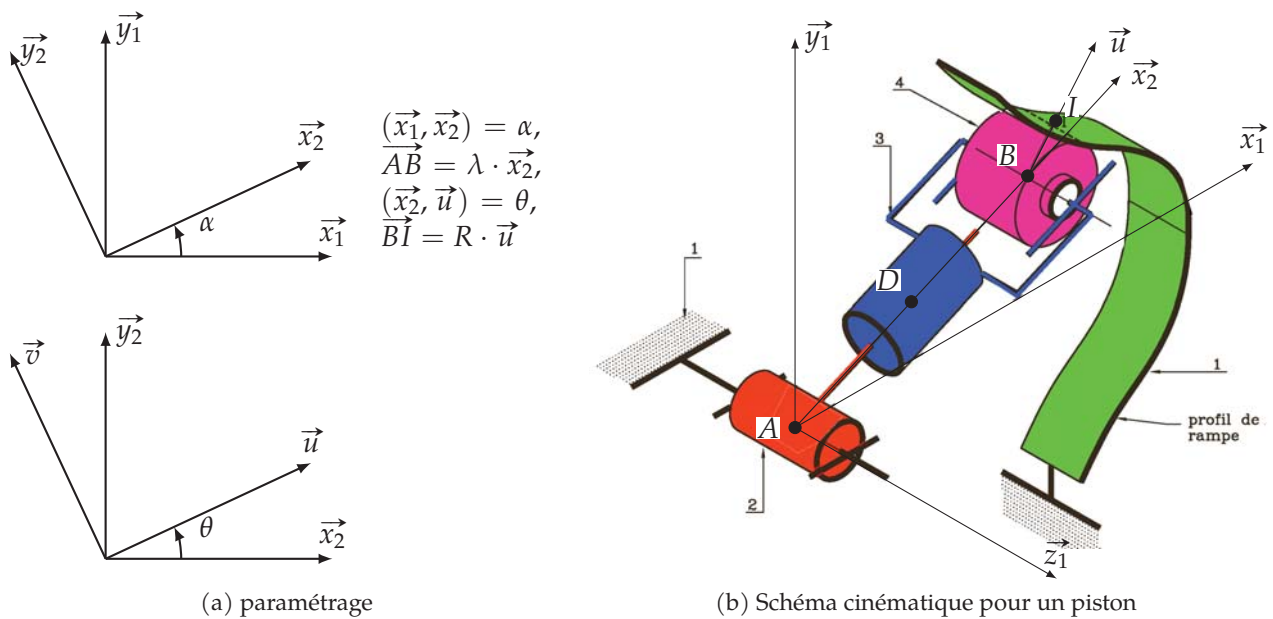 y₁⃗
y₂⃗
x₂⃗
α
x₁⃗
(x₁⃗, x₂⃗) = α,
AB⃗ = λ · x₂⃗,
(x₂⃗, u⃗) = θ,
BI⃗ = R · u⃗
y₂⃗
v⃗
u⃗
θ
x₂⃗
(a) paramétrage
y₁⃗
u⃗
x₂⃗
4
I
x₁⃗
3
B
1
D
1
profil de
rampe
A
2
z₁⃗
(b) Schéma cinématique pour un piston